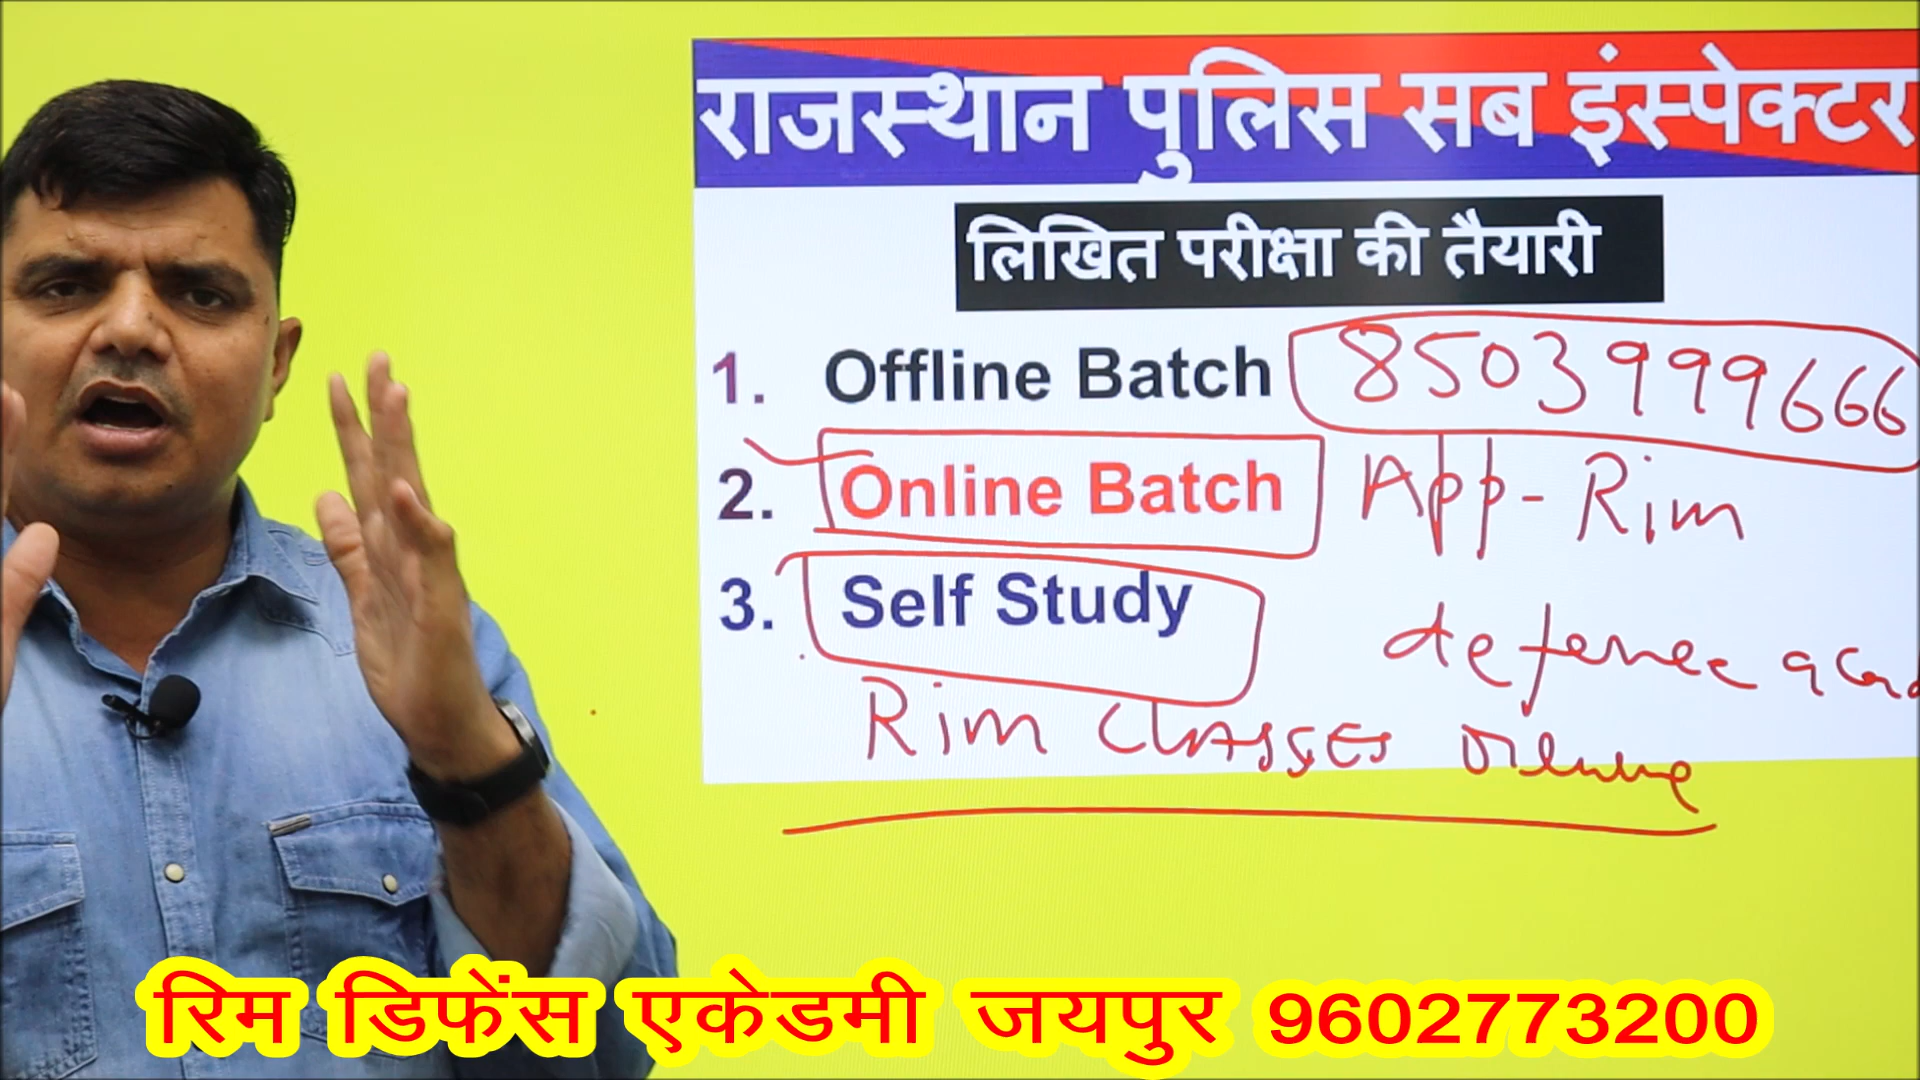 राजस्थान पुलिस सब इंस्पेक्टर
लिखित परीक्षा की तैयारी
1. Offline Batch 8503999666
2. Online Batch App - Rim
3. Self Study defence
Rim CLASSES
रिम डिफेंस एकेडमी जयपुर 9602773200